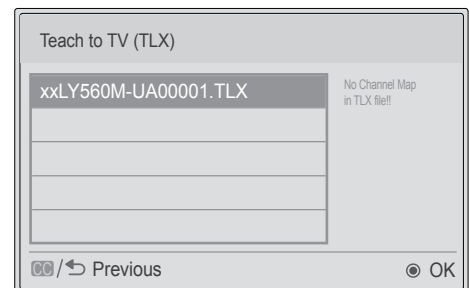 Teach to TV (TLX)
xxLY560M-UA00001.TLX
No Channel Map
in TLX file!!
CC/ Previous
OK